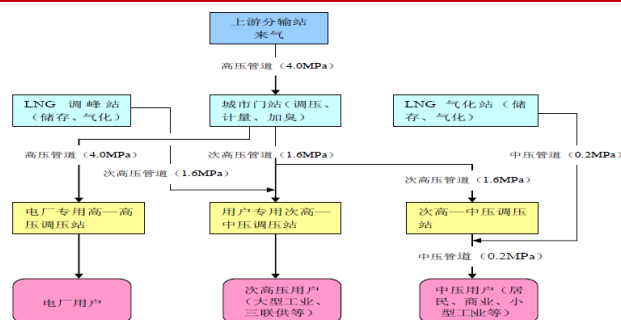 上游分输站
来气
高压管道（4.0MPa）
LNG 调峰站
（储存、气化）
城市门站（调压、
计量、加臭）
LNG 气化站（储
存、气化）
高压管道（4.0MPa）
次高压管道（1.6MPa）
中压管道（0.2MPa）
次高压管道（1.6MPa）
次高压管道（1.6MPa）
电厂专用高—高
压调压站
用户专用次高—
中压调压站
次高—中压调压
站
中压管道（0.2MPa）
电厂用户
次高压用户
（大型工业、
三联供等）
中压用户（居
民、商业、小
型工业等）